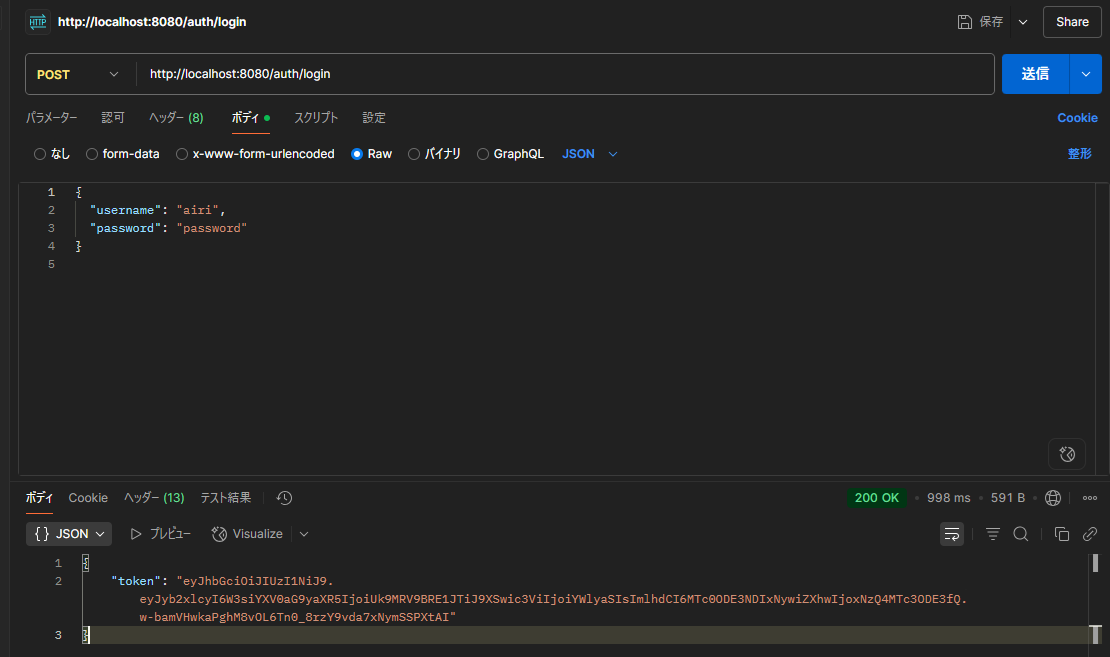 HTTP http://localhost:8080/auth/login 保存 Share
POST http://localhost:8080/auth/login 送信
パラメーター 認可 ヘッダー (8) ボディ スクリプト 設定 Cookie
なし form-data x-www-form-urlencoded Raw バイナリ GraphQL JSON 整形
1 {
2 "username": "airi",
3 "password": "password"
4 }
5
ボディ Cookie ヘッダー (13) テスト結果 200 OK • 998 ms • 591 B •
{} JSON プレビュー Visualize
1 {
2 "token": "eyJhbGciOiJIUzI1NiJ9.
eyJyb2xlcyI6W3siYXV0aG9yaXR5IjoiUk9MRV9BRE1JTiJ9XSwic3ViIjoiYWlyaSIsImlhdCI6MTc0ODE3NDIxNywiZXhwIjoxNzQ4MTc3ODE3fQ.
w-bamVHwkaPghM8vOL6Tn0_8rzY9vda7xNymSSPXtAI"
3 }